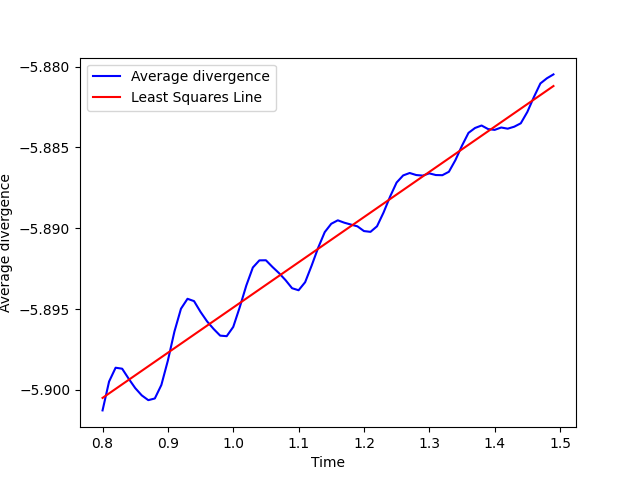 Average divergence
Least Squares Line
−5.880
−5.885
−5.890
−5.895
−5.900
Average divergence
0.8 0.9 1.0 1.1 1.2 1.3 1.4 1.5
Time